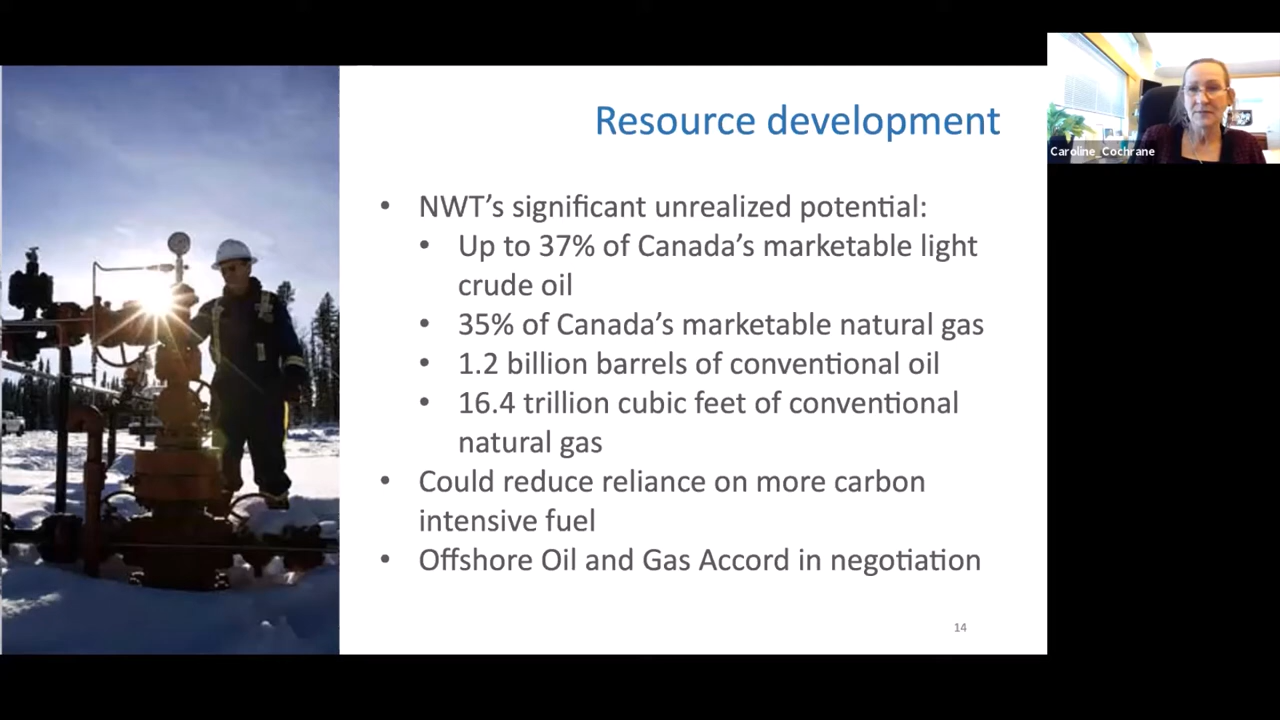 Resource development
Caroline_Cochrane
• NWT’s significant unrealized potential:
• Up to 37% of Canada’s marketable light
crude oil
• 35% of Canada’s marketable natural gas
• 1.2 billion barrels of conventional oil
• 16.4 trillion cubic feet of conventional
natural gas
• Could reduce reliance on more carbon
intensive fuel
• Offshore Oil and Gas Accord in negotiation
14